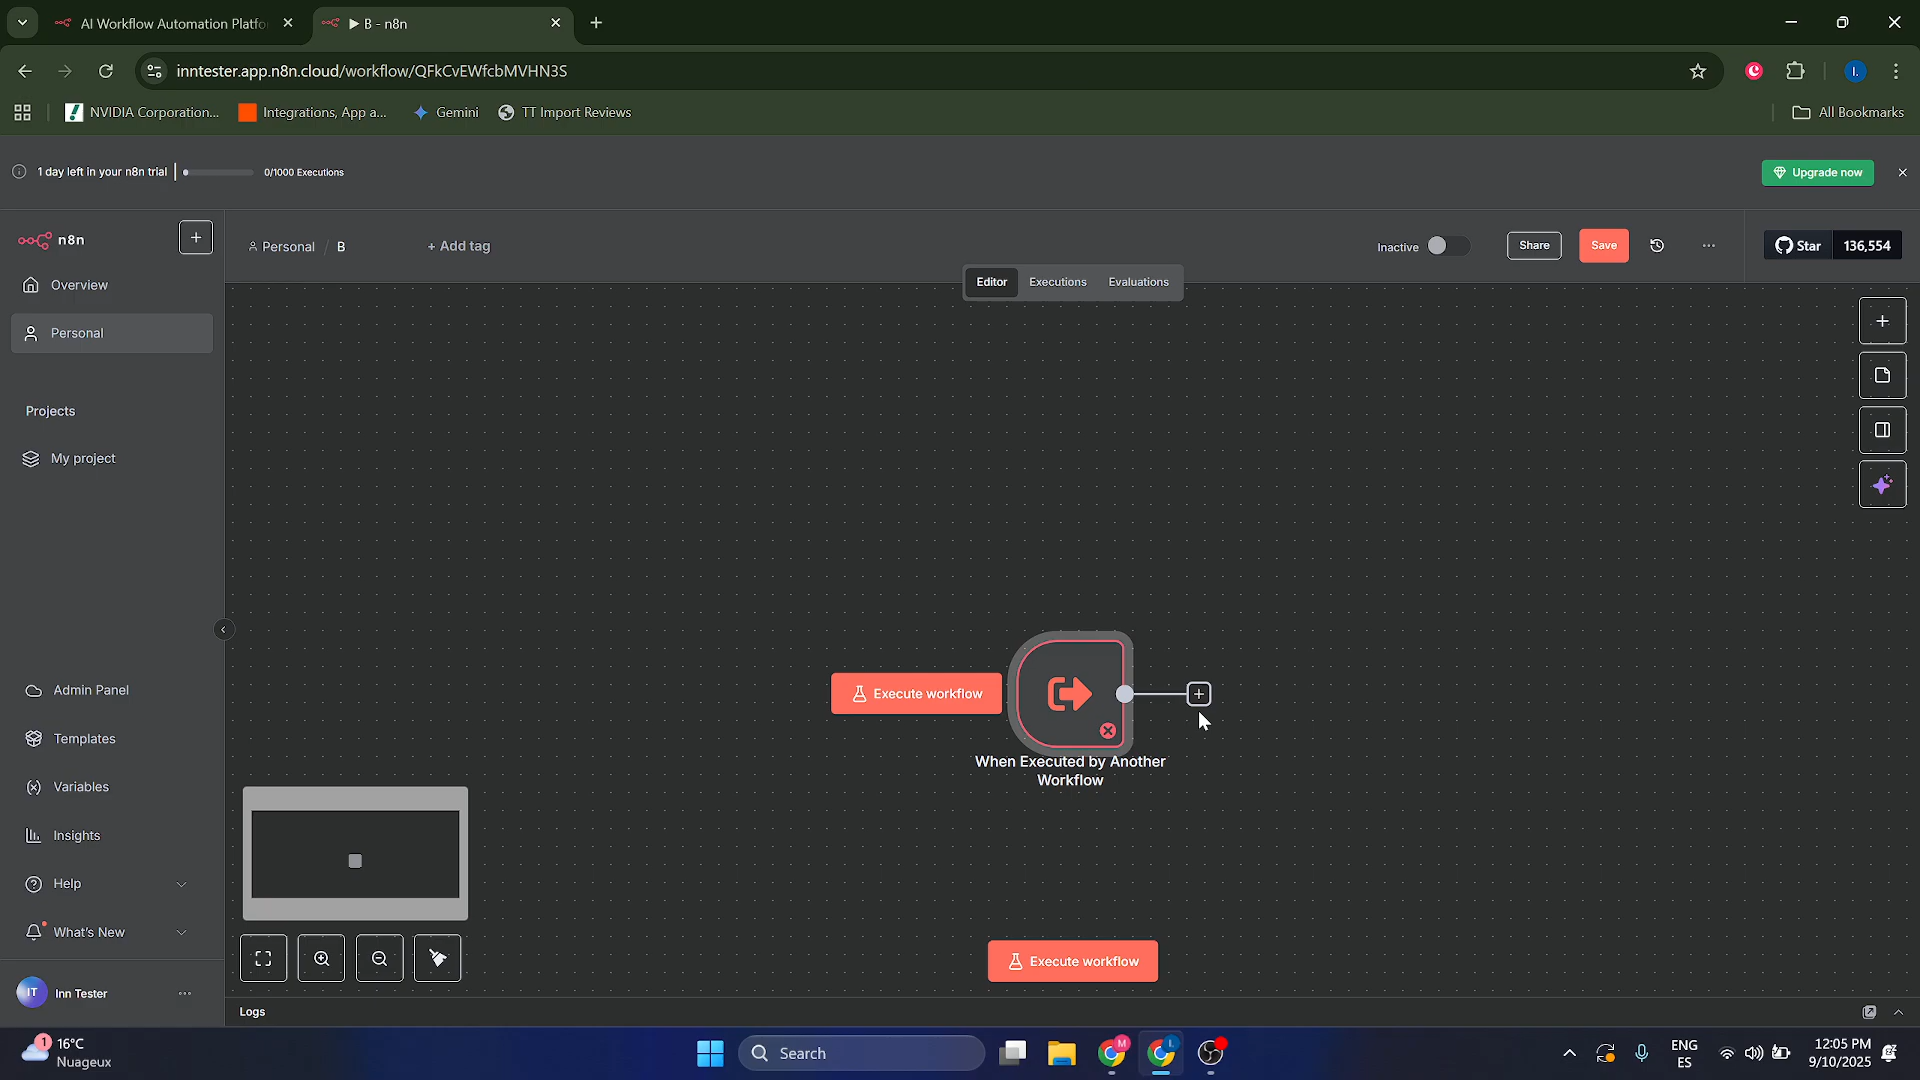 AI Workflow Automation Platfo
B - n8n
inntester.app.n8n.cloud/workflow/QFkCvEWfcbMVHN3S
I.
NVIDIA Corporation...
Integrations, App a...
Gemini
TT Import Reviews
All Bookmarks
1 day left in your n8n trial
0/1000 Executions
Upgrade now
n8n
Personal / B
+ Add tag
Inactive
Share
Save
Star 136,554
Editor
Executions
Evaluations
Overview
Personal
Projects
My project
Execute workflow
When Executed by Another
Workflow
Admin Panel
Templates
Variables
Insights
Help
What's New
Execute workflow
IT
Inn Tester
Logs
1
16°C
Nuageux
Search
M
I.
ENG
ES
12:05 PM
9/10/2025